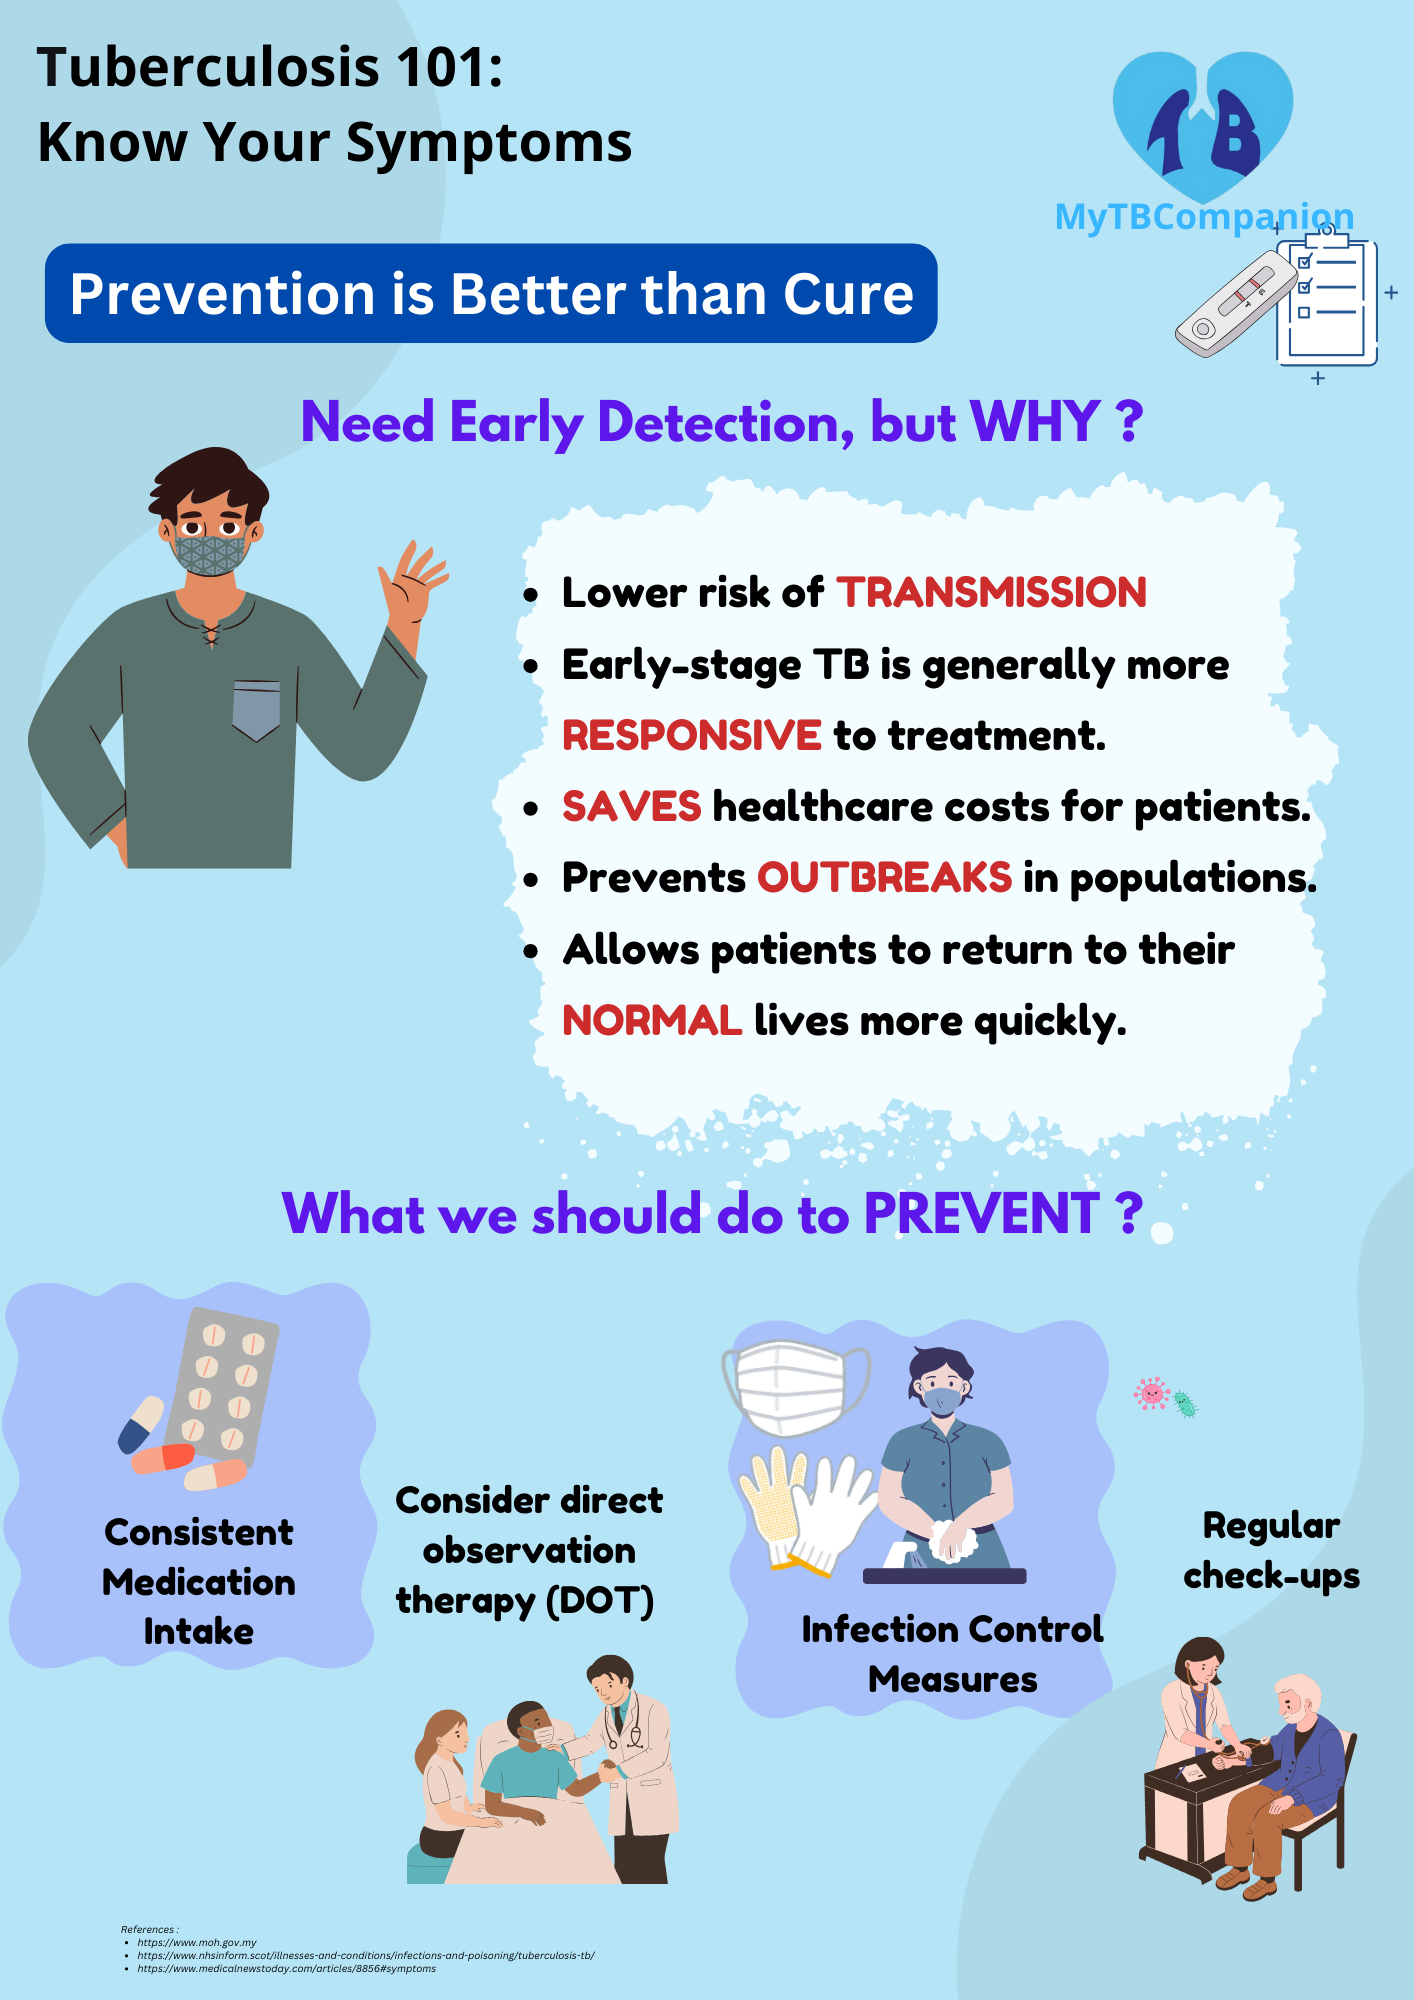 Tuberculosis 101:
Know Your Symptoms
TB
MyTBCompanion
Prevention is Better than Cure
Need Early Detection, but WHY ?
• Lower risk of TRANSMISSION
• Early-stage TB is generally more
RESPONSIVE to treatment.
• SAVES healthcare costs for patients.
• Prevents OUTBREAKS in populations.
• Allows patients to return to their
NORMAL lives more quickly.
What we should do to PREVENT ?
Consistent
Medication
Intake
Consider direct
observation
therapy (DOT)
Infection Control
Measures
Regular
check-ups
References :
• https://www.moh.gov.my
• https://www.nhsinform.scot/illnesses-and-conditions/infections-and-poisoning/tuberculosis-tb/
• https://www.medicalnewstoday.com/articles/8856#symptoms